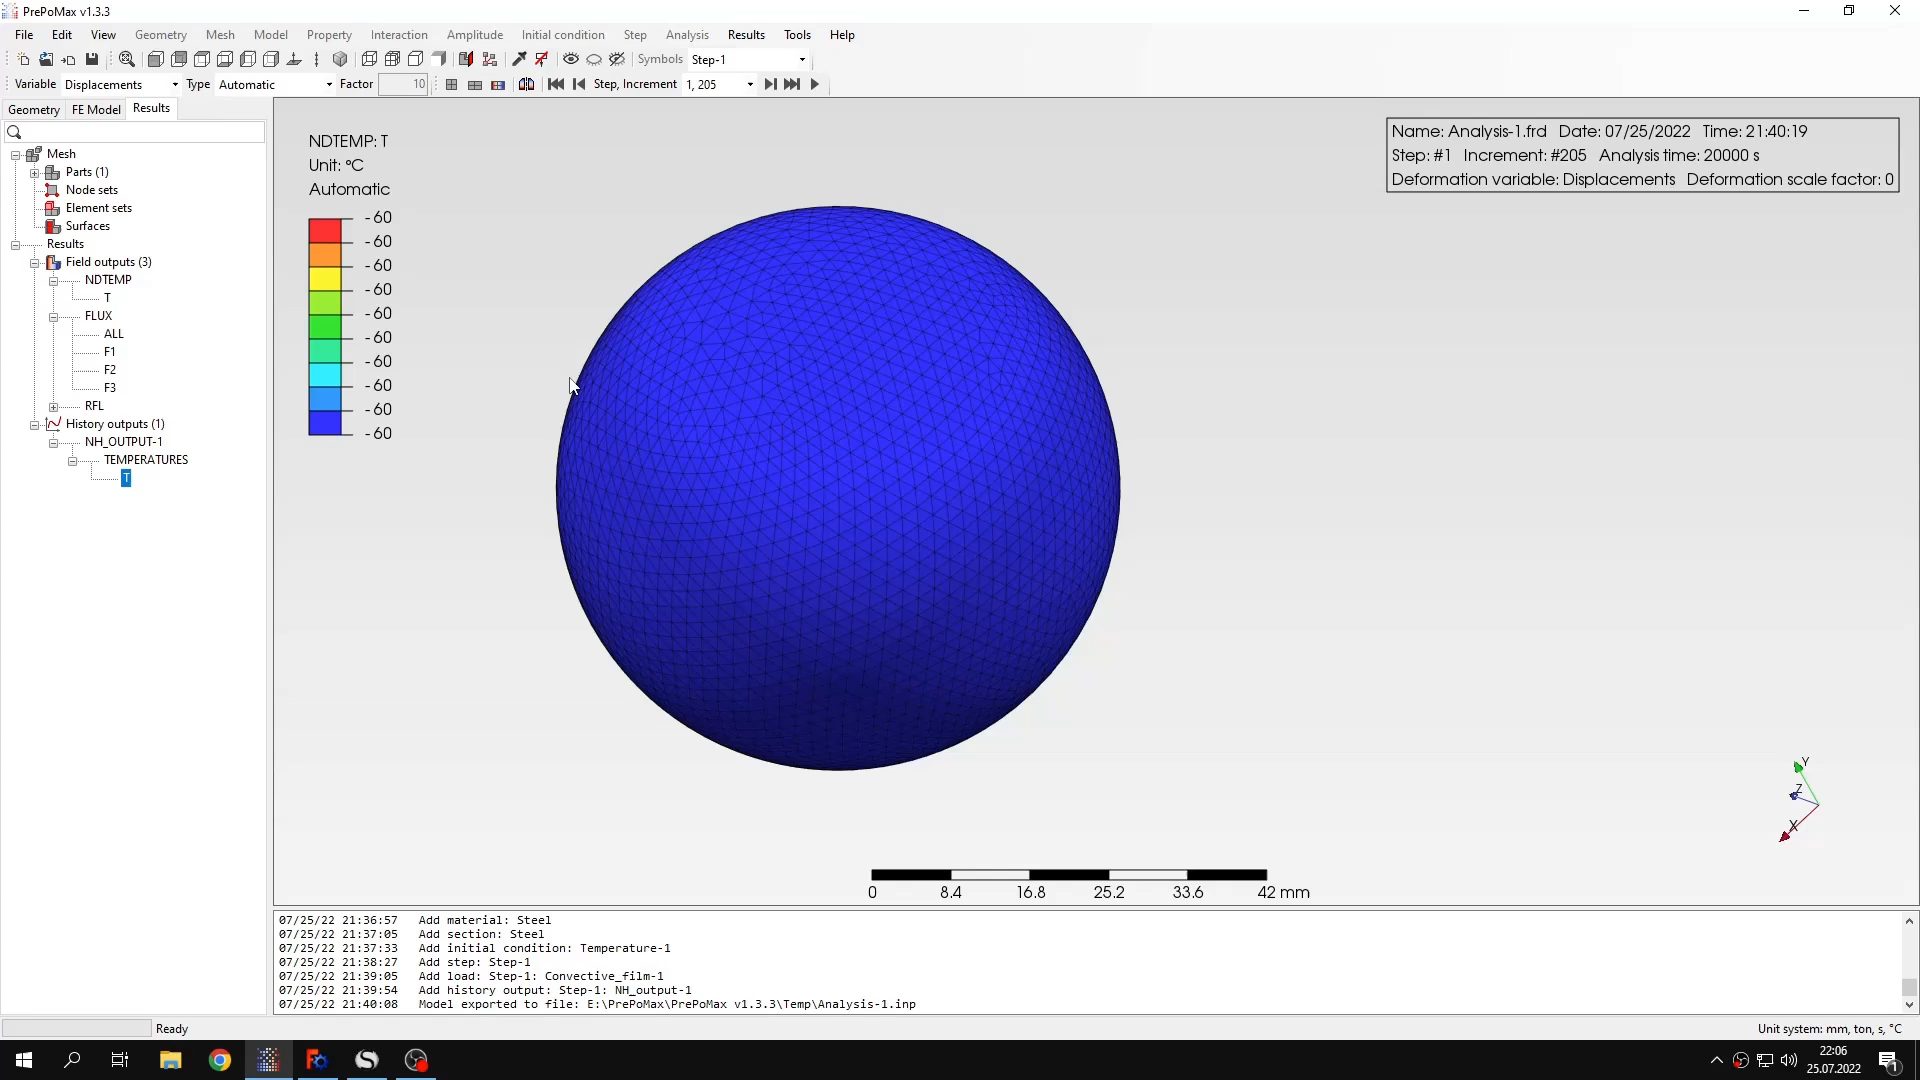 PrePoMax v1.3.3
File Edit View Geometry Mesh Model Property Interaction Amplitude Initial condition Step Analysis Results Tools Help
Symbols Step-1
Variable Displacements Type Automatic Factor 10 Step, Increment 1, 205
Geometry FE Model Results
Mesh
Parts (1)
Node sets
Element sets
Surfaces
Results
Field outputs (3)
NDTEMP
T
FLUX
ALL
F1
F2
F3
RFL
History outputs (1)
NH_OUTPUT-1
TEMPERATURES
T
NDTEMP: T
Unit: °C
Automatic
-60
-60
-60
-60
-60
-60
-60
-60
-60
-60
Name: Analysis-1.frd Date: 07/25/2022 Time: 21:40:19
Step: #1 Increment: #205 Analysis time: 20000 s
Deformation variable: Displacements Deformation scale factor: 0
Y
Z
X
0 8.4 16.8 25.2 33.6 42 mm
07/25/22 21:36:57 Add material: Steel
07/25/22 21:37:05 Add section: Steel
07/25/22 21:37:33 Add initial condition: Temperature-1
07/25/22 21:38:27 Add step: Step-1
07/25/22 21:39:05 Add load: Step-1: Convective_film-1
07/25/22 21:39:54 Add history output: Step-1: NH_output-1
07/25/22 21:40:08 Model exported to file: E:\PrePoMax\PrePoMax v1.3.3\Temp\Analysis-1.inp
Ready
Unit system: mm, ton, s, °C
22:06
25.07.2022
1